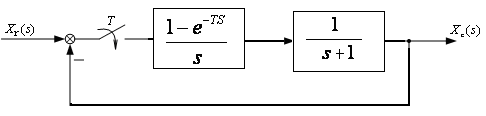 X_r(s)
T
1-e^{-TS}
s
1
s+1
X_c(s)
−